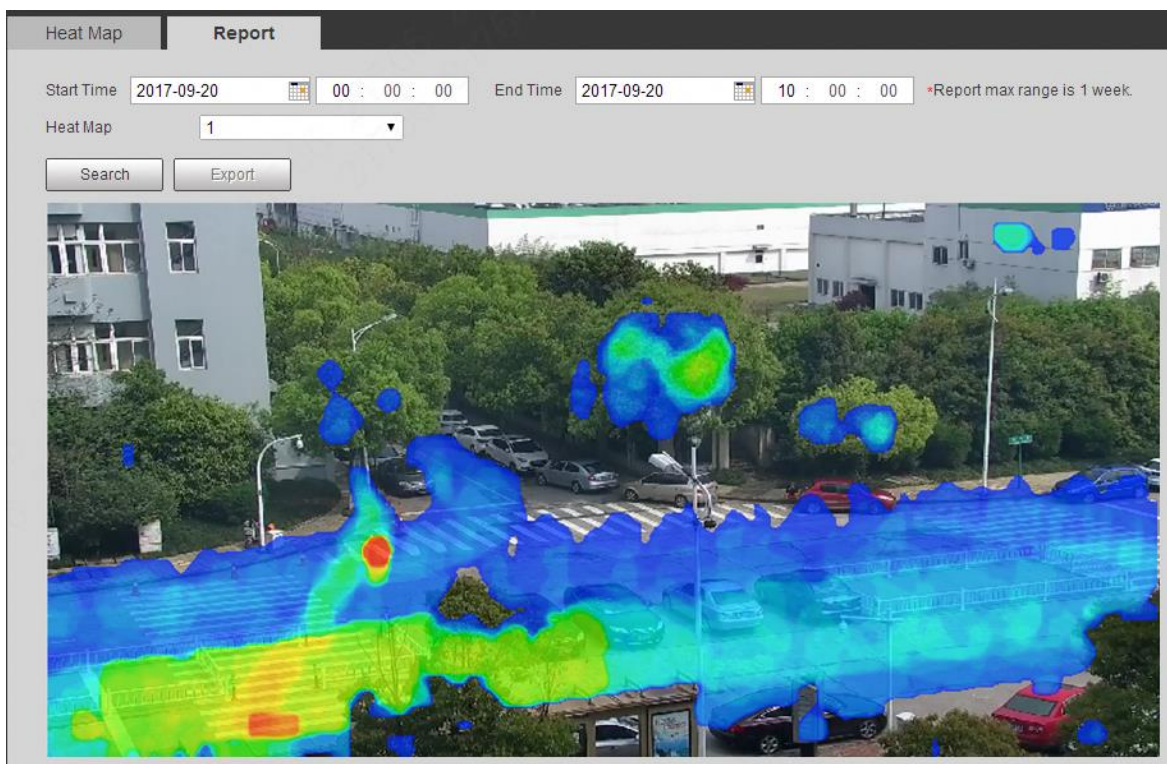 Heat Map Report
Start Time 2017-09-20 00 : 00 : 00 End Time 2017-09-20 10 : 00 : 00 *Report max range is 1 week.
Heat Map 1
Search Export